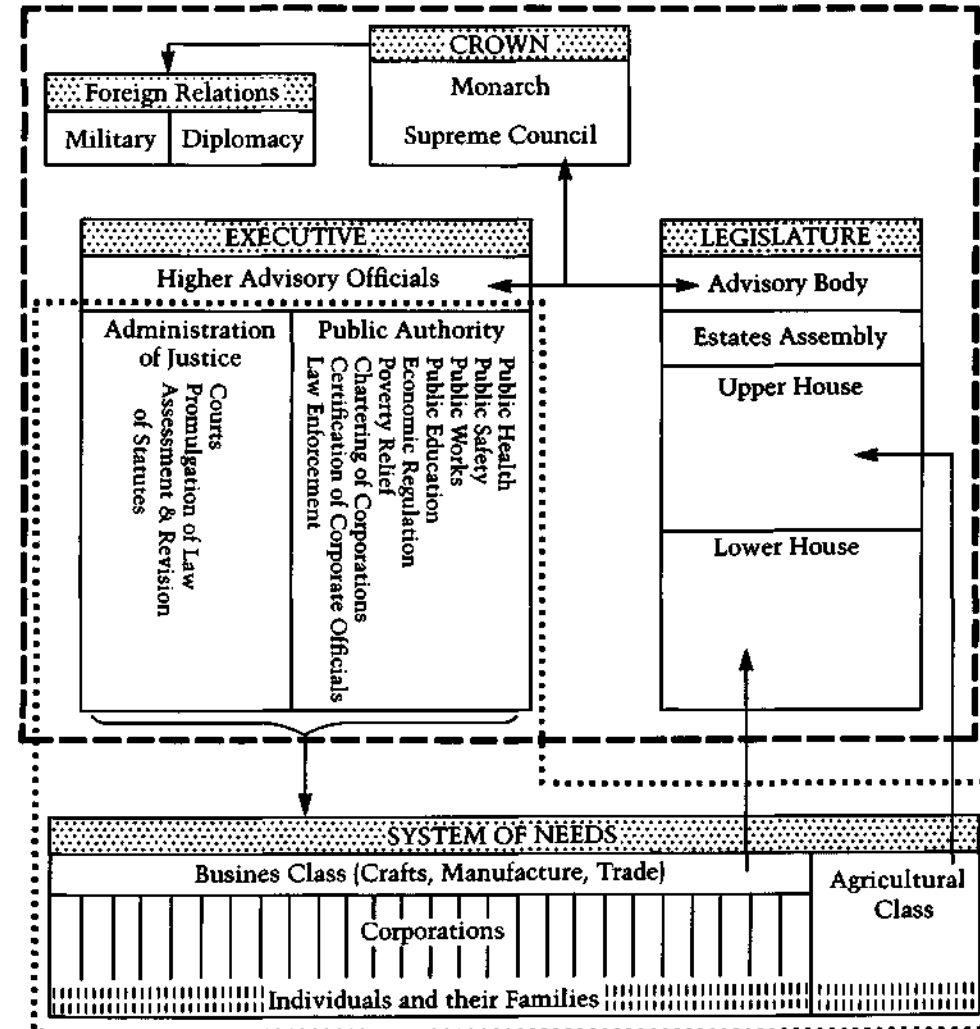 CROWN
Monarch
Supreme Council
Foreign Relations
Military
Diplomacy
EXECUTIVE
Higher Advisory Officials
Administration
of Justice
Courts
Promulgation of Law
Assessment & Revision
of Statutes
Public Authority
Public Health
Public Safety
Public Works
Public Education
Economic Regulation
Poverty Relief
Chartering of Corporations
Certification of Corporate Officials
Law Enforcement
LEGISLATURE
Advisory Body
Estates Assembly
Upper House
Lower House
SYSTEM OF NEEDS
Busines Class (Crafts, Manufacture, Trade)
Corporations
Agricultural
Class
Individuals and their Families